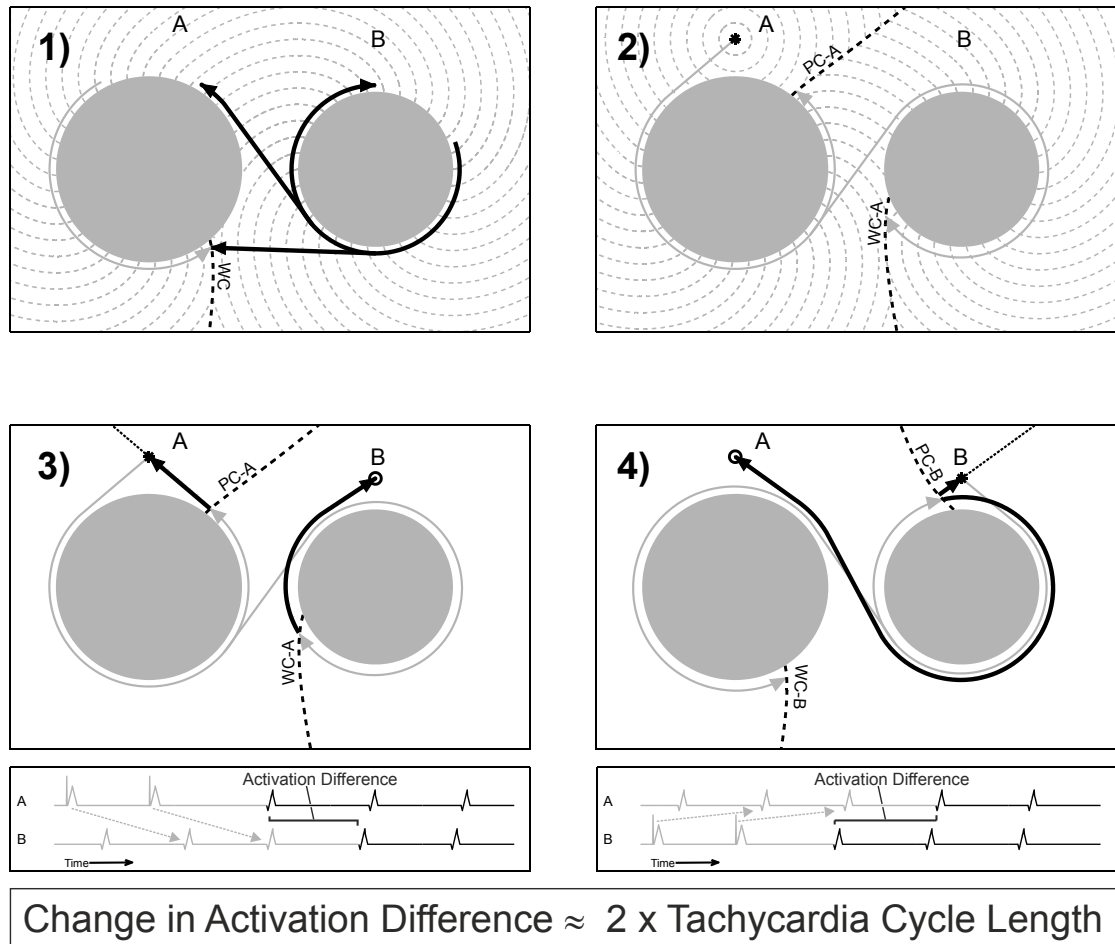 1)
A
B
WC
2)
A
B
PC-A
WC-A
3)
A
B
PC-A
WC-A
4)
A
B
PC-B
WC-B
Activation Difference
A
B
Time
Activation Difference
A
B
Time
Change in Activation Difference ≈ 2 x Tachycardia Cycle Length